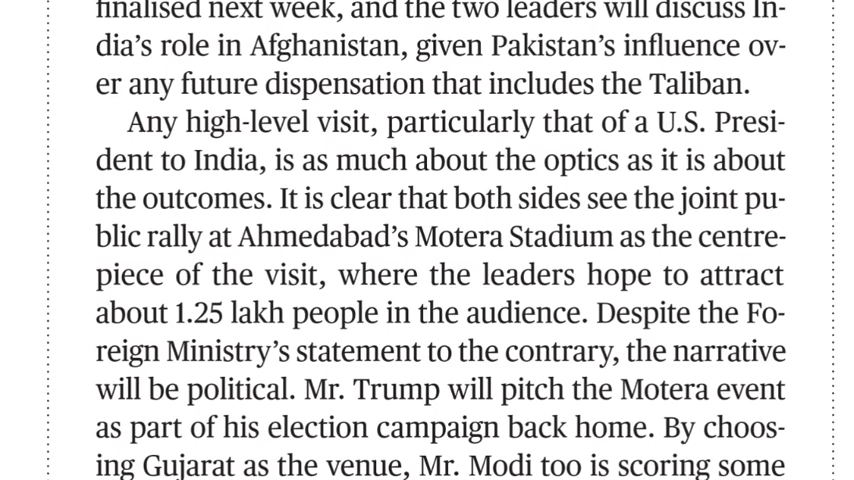 finalised next week, and the two leaders will discuss In-
dia’s role in Afghanistan, given Pakistan’s influence ov-
er any future dispensation that includes the Taliban.
Any high-level visit, particularly that of a U.S. Presi-
dent to India, is as much about the optics as it is about
the outcomes. It is clear that both sides see the joint pu-
blic rally at Ahmedabad’s Motera Stadium as the centre-
piece of the visit, where the leaders hope to attract
about 1.25 lakh people in the audience. Despite the Fo-
reign Ministry’s statement to the contrary, the narrative
will be political. Mr. Trump will pitch the Motera event
as part of his election campaign back home. By choos-
ing Gujarat as the venue, Mr. Modi too is scoring some